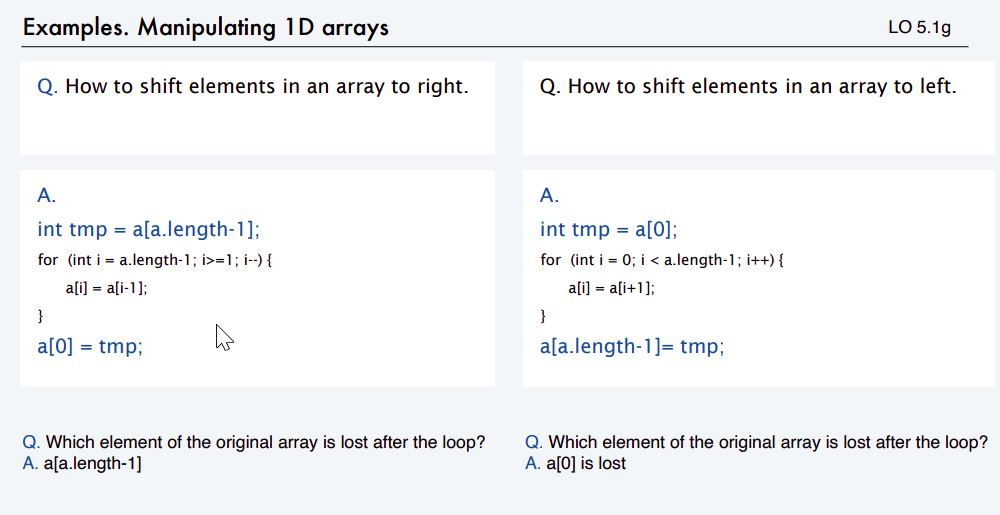 Examples. Manipulating 1D arrays
LO 5.1g
Q. How to shift elements in an array to right.
A.
int tmp = a[a.length-1];
for (int i = a.length-1; i>=1; i--) {
a[i] = a[i-1];
}
a[0] = tmp;
Q. Which element of the original array is lost after the loop?
A. a[a.length-1]
Q. How to shift elements in an array to left.
A.
int tmp = a[0];
for (int i = 0; i < a.length-1; i++) {
a[i] = a[i+1];
}
a[a.length-1]= tmp;
Q. Which element of the original array is lost after the loop?
A. a[0] is lost